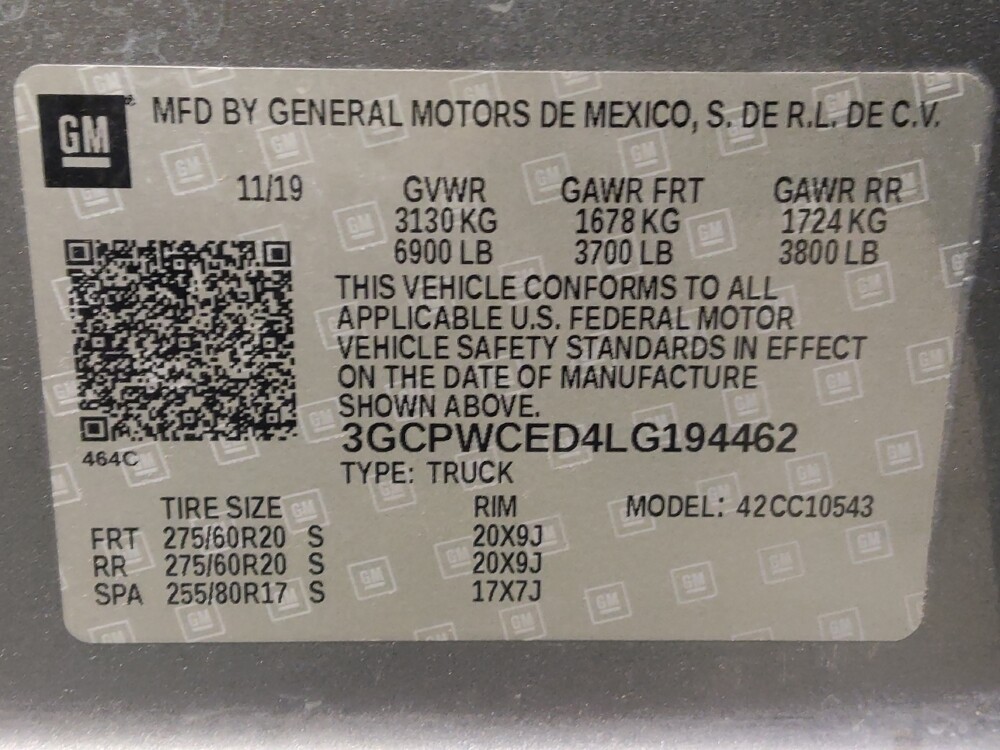 GM
MFD BY GENERAL MOTORS DE MEXICO, S. DE R.L. DE C.V.
11/19 GVWR GAWR FRT GAWR RR
3130 KG 1678 KG 1724 KG
6900 LB 3700 LB 3800 LB
THIS VEHICLE CONFORMS TO ALL
APPLICABLE U.S. FEDERAL MOTOR
VEHICLE SAFETY STANDARDS IN EFFECT
ON THE DATE OF MANUFACTURE
SHOWN ABOVE.
3GCPWCED4LG194462
464C
TYPE: TRUCK
TIRE SIZE RIM MODEL: 42CC10543
FRT 275/60R20 S 20X9J
RR 275/60R20 S 20X9J
SPA 255/80R17 S 17X7J